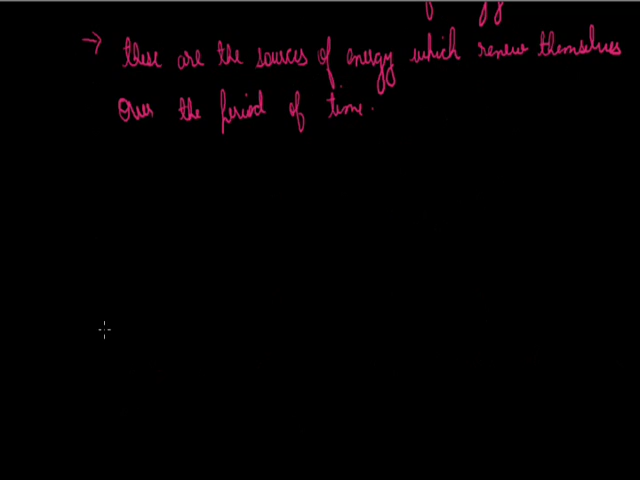 → these are the sources of energy which renew themselves
Over the period of time.